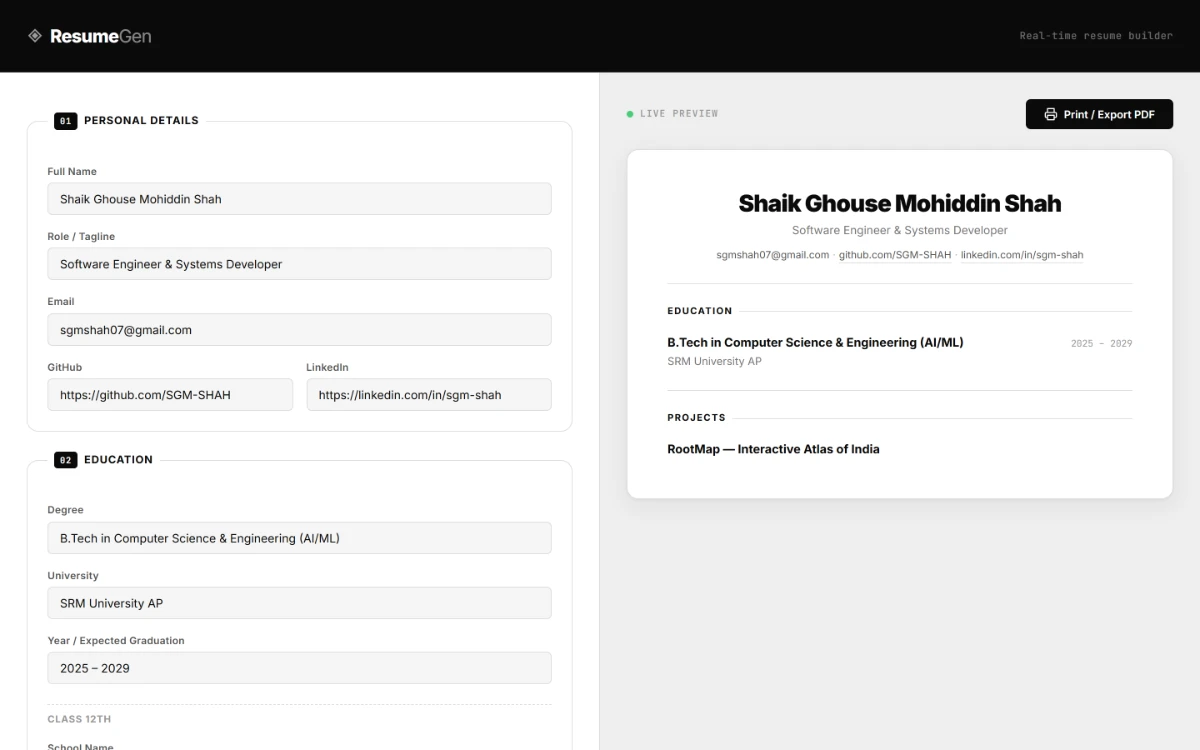 ResumeGen
Real-time resume builder
01 PERSONAL DETAILS
Full Name
Shaik Ghouse Mohiddin Shah
Role / Tagline
Software Engineer & Systems Developer
Email
sgmshah07@gmail.com
GitHub
https://github.com/SGM-SHAH
LinkedIn
https://linkedin.com/in/sgm-shah
02 EDUCATION
Degree
B.Tech in Computer Science & Engineering (AI/ML)
University
SRM University AP
Year / Expected Graduation
2025 – 2029
CLASS 12TH
School Name
LIVE PREVIEW
Print / Export PDF
Shaik Ghouse Mohiddin Shah
Software Engineer & Systems Developer
sgmshah07@gmail.com · github.com/SGM-SHAH · linkedin.com/in/sgm-shah
EDUCATION
B.Tech in Computer Science & Engineering (AI/ML) 2025 – 2029
SRM University AP
PROJECTS
RootMap — Interactive Atlas of India